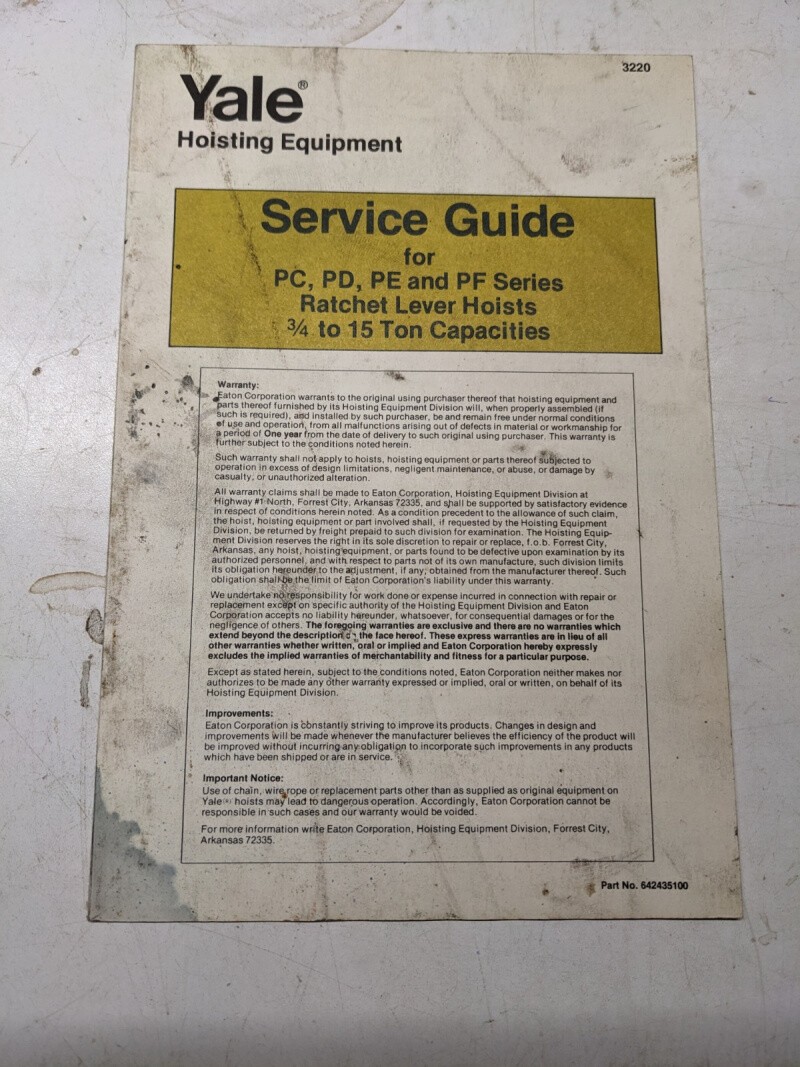 3220
Yale®
Hoisting Equipment
Service Guide
for
PC, PD, PE and PF Series
Ratchet Lever Hoists
¾ to 15 Ton Capacities
Warranty:
Eaton Corporation warrants to the original using purchaser thereof that hoisting equipment and
parts thereof furnished by its Hoisting Equipment Division will, when properly assembled (if
such is required), and installed by such purchaser, be and remain free under normal conditions
of use and operation, from all malfunctions arising out of defects in material or workmanship for
a period of One year from the date of delivery to such original using purchaser. This warranty is
further subject to the conditions noted herein.
Such warranty shall not apply to hoists, hoisting equipment or parts thereof subjected to
operation in excess of design limitations, negligent maintenance, or abuse, or damage by
casualty, or unauthorized alteration.
All warranty claims shall be made to Eaton Corporation, Hoisting Equipment Division at
Highway #1 North, Forrest City, Arkansas 72335, and shall be supported by satisfactory evidence
in respect of conditions herein noted. As a condition precedent to the allowance of such claim,
the hoist, hoisting equipment or part involved shall, if requested by the Hoisting Equipment
Division, be returned by freight prepaid to such division for examination. The Hoisting Equip-
ment Division reserves the right in its sole discretion to repair or replace, f.o.b. Forrest City,
Arkansas, any hoist, hoisting equipment, or parts found to be defective upon examination by its
authorized personnel, and with respect to parts not of its own manufacture, such division limits
its obligation hereunder to the adjustment, if any, obtained from the manufacturer thereof. Such
obligation shall be the limit of Eaton Corporation's liability under this warranty.
We undertake no responsibility for work done or expense incurred in connection with repair or
replacement except on specific authority of the Hoisting Equipment Division and Eaton
Corporation accepts no liability hereunder, whatsoever, for consequential damages or for the
negligence of others. The foregoing warranties are exclusive and there are no warranties which
extend beyond the description on the face hereof. These express warranties are in lieu of all
other warranties whether written, oral or implied and Eaton Corporation hereby expressly
excludes the implied warranties of merchantability and fitness for a particular purpose.
Except as stated herein, subject to the conditions noted, Eaton Corporation neither makes nor
authorizes to be made any other warranty expressed or implied, oral or written, on behalf of its
Hoisting Equipment Division.
Improvements:
Eaton Corporation is constantly striving to improve its products. Changes in design and
improvements will be made whenever the manufacturer believes the efficiency of the product will
be improved without incurring any obligation to incorporate such improvements in any products
which have been shipped or are in service.
Important Notice:
Use of chain, wire rope or replacement parts other than as supplied as original equipment on
Yale® hoists may lead to dangerous operation. Accordingly, Eaton Corporation cannot be
responsible in such cases and our warranty would be voided.
For more information write Eaton Corporation, Hoisting Equipment Division, Forrest City,
Arkansas 72335.
Part No. 642435100